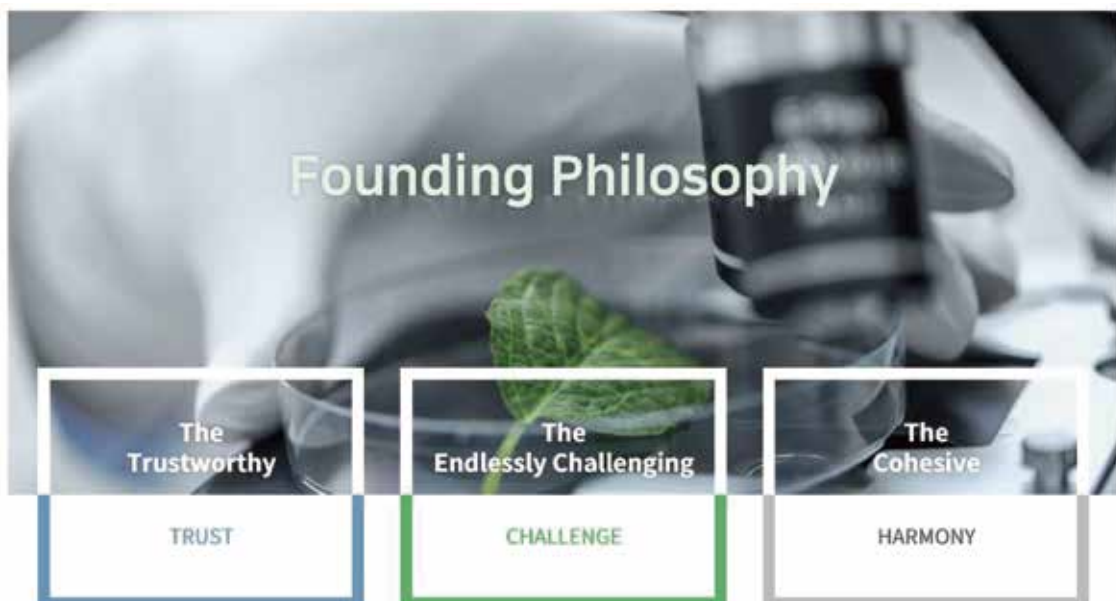 Founding Philosophy
The
Trustworthy
TRUST
The
Endlessly Challenging
CHALLENGE
The
Cohesive
HARMONY